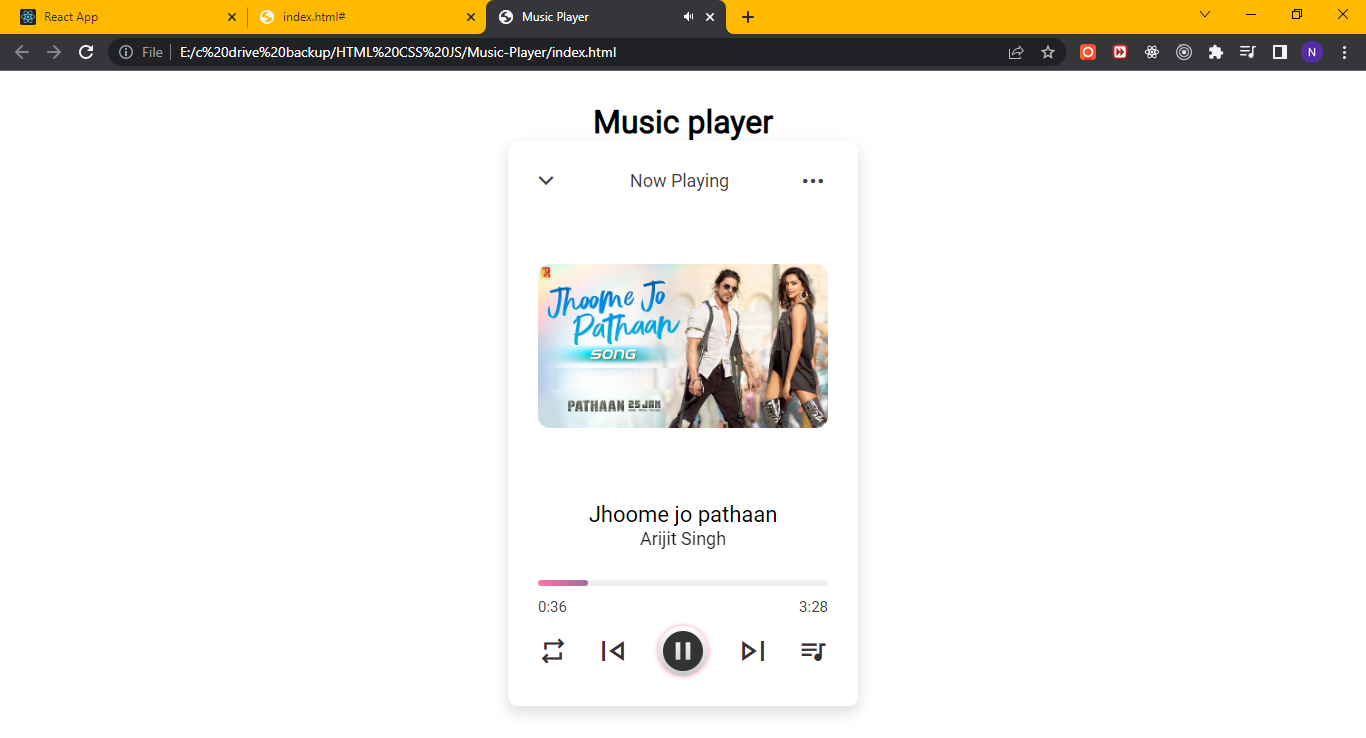 React App
index.html#
Music Player
File
E:/c%20drive%20backup/HTML%20CSS%20JS/Music-Player/index.html
N
Music player
Now Playing
Jhoome Jo
Pathaan
SONG
PATHAAN 25 JAN
Jhoome jo pathaan
Arijit Singh
0:36
3:28